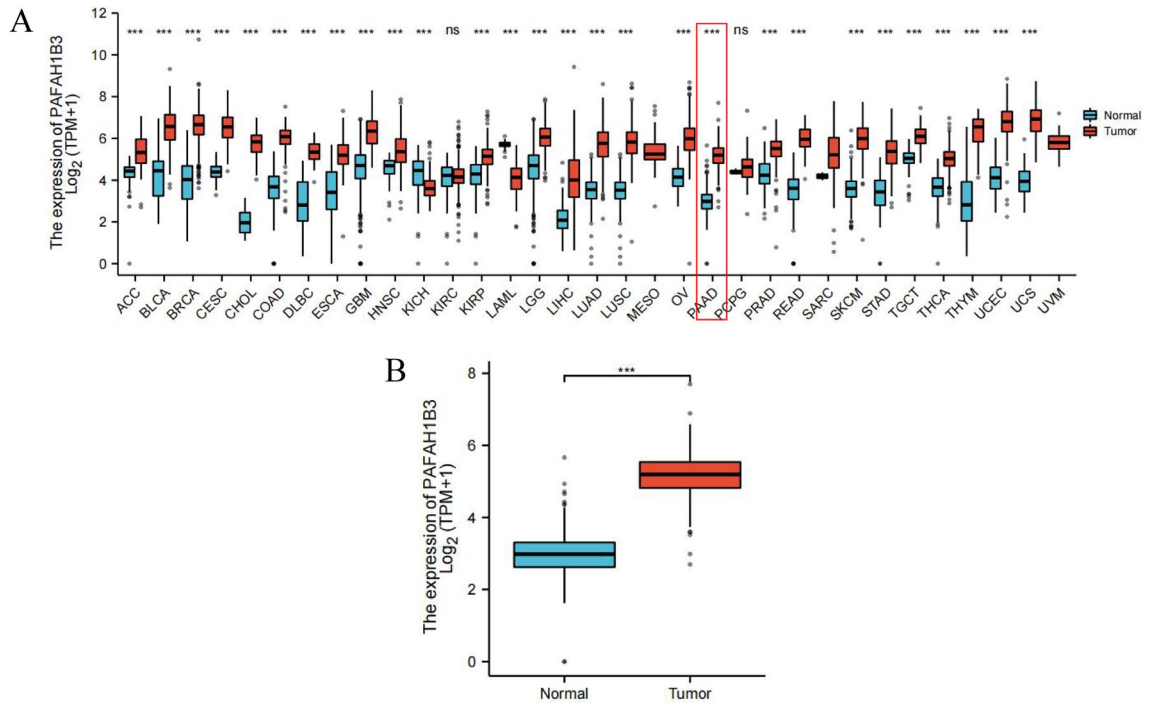 A
The expression of PAFAH1B3
Log2 (TPM+1)
12
10
8
6
4
2
0
*** *** *** *** *** *** *** *** *** *** *** ns *** *** *** *** *** *** *** *** ns *** *** *** *** *** *** *** *** ***
Normal
Tumor
ACC BLCA BRCA CESC CHOL COAD DLBC ESCA GBM HNSC KICH KIRC KIRP LAML LGG LIHC LUAD LUSC MESO OV PAAD PCPG PRAD READ SARC SKCM STAD TGCT THCA THYM UCEC UCS UVM
B
The expression of PAFAH1B3
Log2 (TPM+1)
8
6
4
2
0
***
Normal Tumor